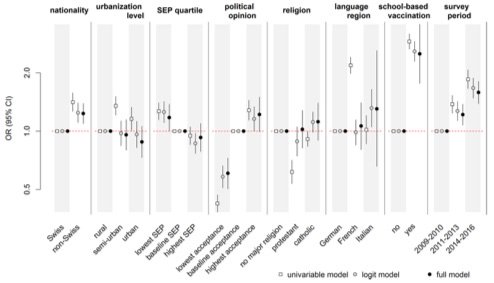 nationality
urbanization
level
SEP quartile
political
opinion
religion
language
region
school-based
vaccination
survey
period
OR (95% CI)
2.0
1.0
0.5
Swiss
non-Swiss
rural
semi-urban
urban
lowest SEP
baseline SEP
highest SEP
lowest acceptance
baseline acceptance
highest acceptance
no major religion
protestant
catholic
German
French
Italian
no
yes
2009-2010
2011-2013
2014-2016
univariable model
logit model
full model